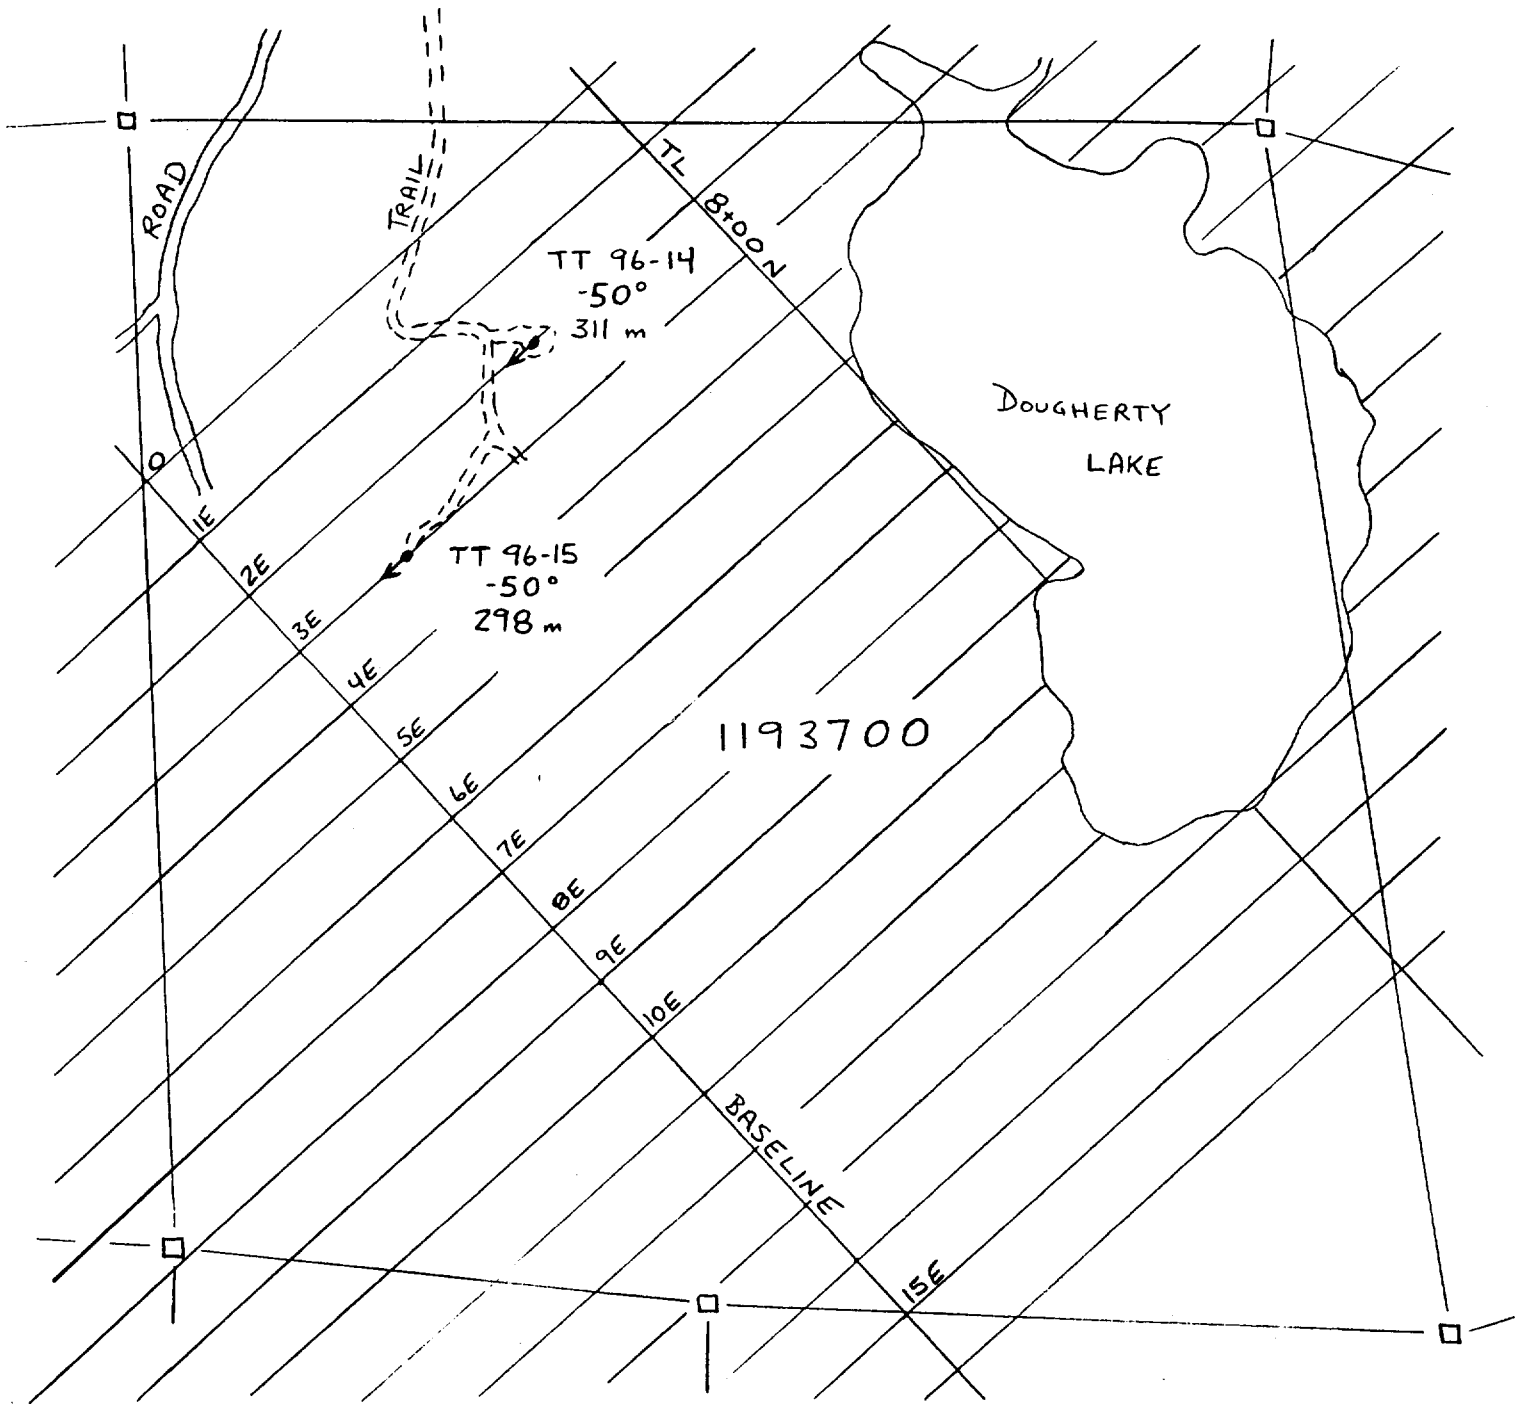 ROAD
TRAIL
TL 8+00N
TT 96-14
-50°
311 m
DOUGHERTY
LAKE
0
1E
2E
3E
4E
5E
6E
7E
8E
9E
10E
15E
TT 96-15
-50°
298 m
1193700
BASELINE